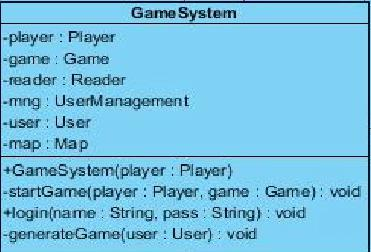 GameSystem
-player : Player
-game : Game
-reader : Reader
-mng : UserManagement
-user : User
-map : Map
+GameSystem(player : Player)
-startGame(player : Player, game : Game) : void
+login(name : String, pass : String) : void
-generateGame(user : User) : void